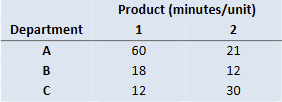 Product (minutes/unit)
Department 1 2
A 60 21
B 18 12
C 12 30